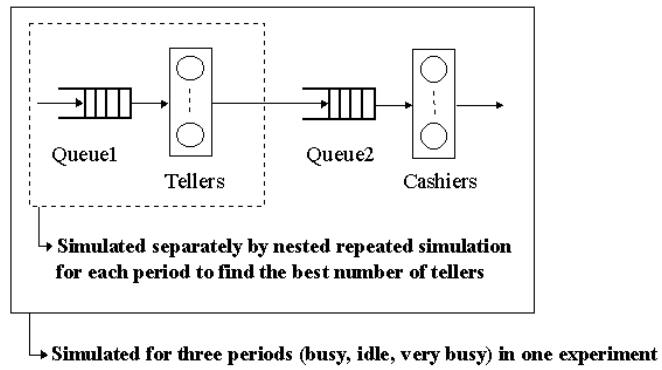 Queue1
Tellers
Queue2
Cashiers
Simulated separately by nested repeated simulation
for each period to find the best number of tellers
Simulated for three periods (busy, idle, very busy) in one experiment